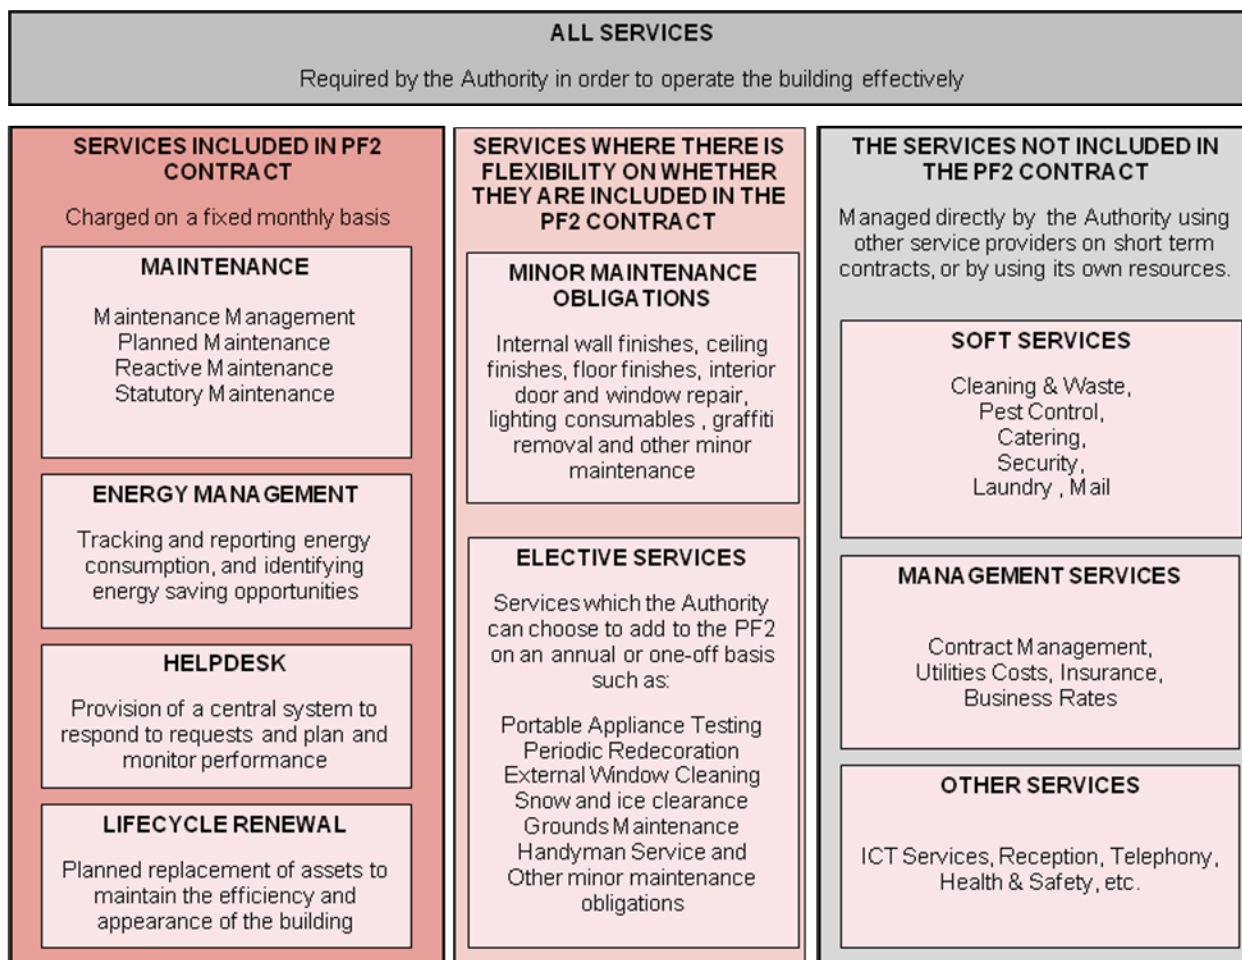 ALL SERVICES
Required by the Authority in order to operate the building effectively
SERVICES INCLUDED IN PF2
CONTRACT
Charged on a fixed monthly basis
MAINTENANCE
Maintenance Management
Planned Maintenance
Reactive Maintenance
Statutory Maintenance
ENERGY MANAGEMENT
Tracking and reporting energy
consumption, and identifying
energy saving opportunities
HELPDESK
Provision of a central system to
respond to requests and plan and
monitor performance
LIFECYCLE RENEWAL
Planned replacement of assets to
maintain the efficiency and
appearance of the building
SERVICES WHERE THERE IS
FLEXIBILITY ON WHETHER
THEY ARE INCLUDED IN THE
PF2 CONTRACT
MINOR MAINTENANCE
OBLIGATIONS
Internal wall finishes, ceiling
finishes, floor finishes, interior
door and window repair,
lighting consumables , graffiti
removal and other minor
maintenance
ELECTIVE SERVICES
Services which the Authority
can choose to add to the PF2
on an annual or one-off basis
such as:
Portable Appliance Testing
Periodic Redecoration
External Window Cleaning
Snow and ice clearance
Grounds Maintenance
Handyman Service and
Other minor maintenance
obligations
THE SERVICES NOT INCLUDED IN
THE PF2 CONTRACT
Managed directly by the Authority using
other service providers on short term
contracts, or by using its own resources.
SOFT SERVICES
Cleaning & Waste,
Pest Control,
Catering,
Security,
Laundry , Mail
MANAGEMENT SERVICES
Contract Management,
Utilities Costs, Insurance,
Business Rates
OTHER SERVICES
ICT Services, Reception, Telephony,
Health & Safety, etc.